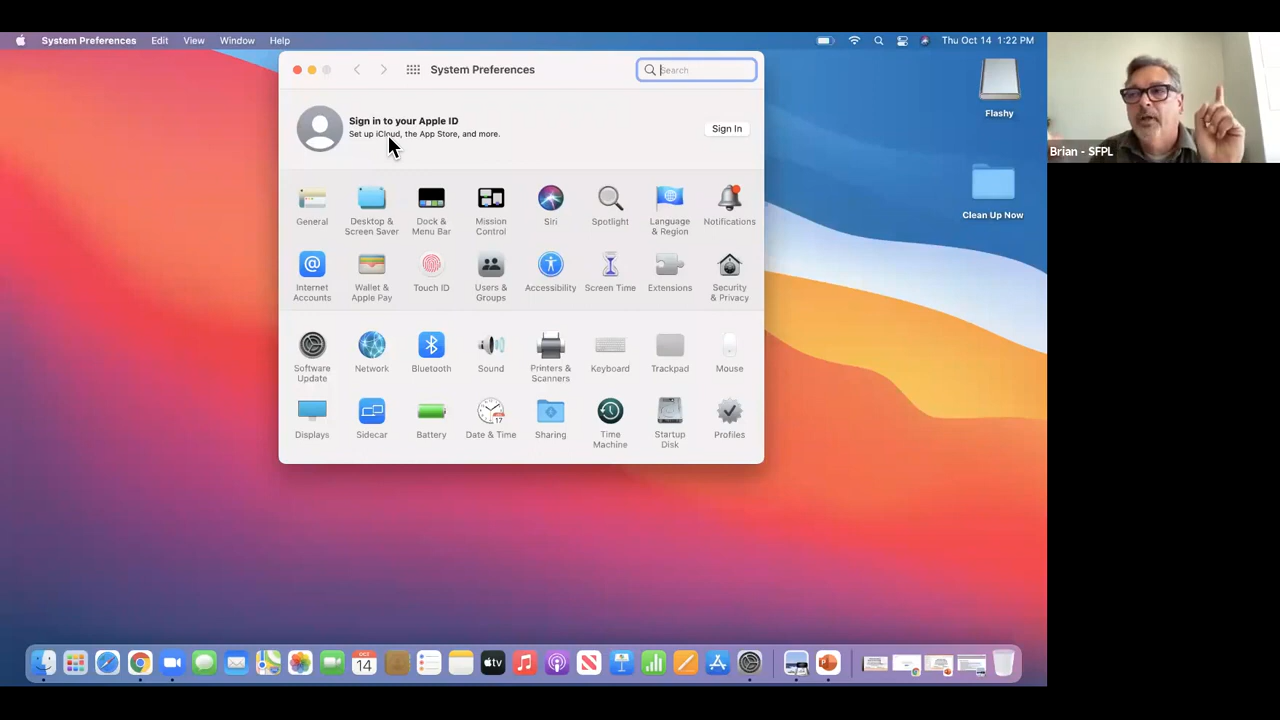 System Preferences Edit View Window Help Thu Oct 14 1:22 PM
System Preferences Search
Sign in to your Apple ID
Set up iCloud, the App Store, and more.
Sign In
General
Desktop &
Screen Saver
Dock &
Menu Bar
Mission
Control
Siri
Spotlight
Language
& Region
Notifications
Internet
Accounts
Wallet &
Apple Pay
Touch ID
Users &
Groups
Accessibility
Screen Time
Extensions
Security
& Privacy
Software
Update
Network
Bluetooth
Sound
Printers &
Scanners
Keyboard
Trackpad
Mouse
Displays
Sidecar
Battery
Date & Time
Sharing
Time
Machine
Startup
Disk
Profiles
17
Flashy
Clean Up Now
Brian - SFPL
OCT
14
tv